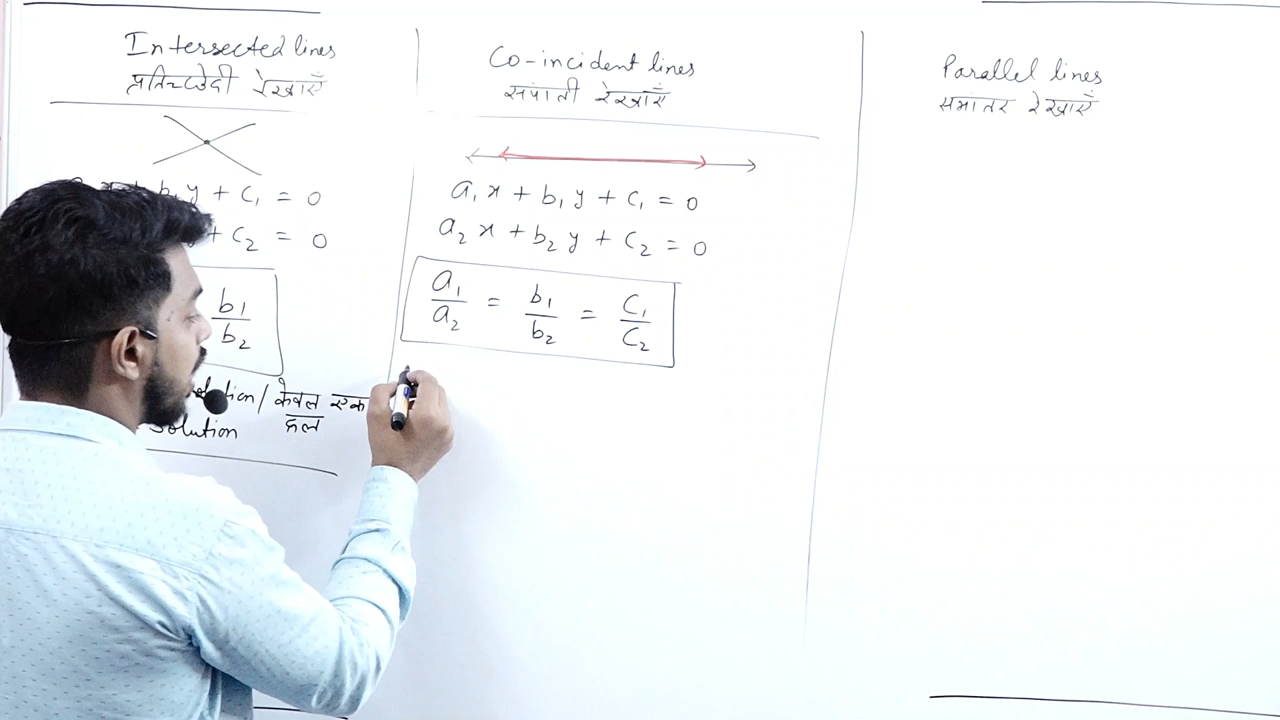 Intersected lines
प्रतिच्छेदी रेखाएँ
b₁y + c₁ = 0
+ c₂ = 0
b₁
b₂
केवल एक
हल
solution
Co-incident lines
संपाती रेखाएँ
a₁x + b₁y + c₁ = 0
a₂x + b₂y + c₂ = 0
a₁/a₂ = b₁/b₂ = c₁/c₂
Parallel lines
समांतर रेखाएँ